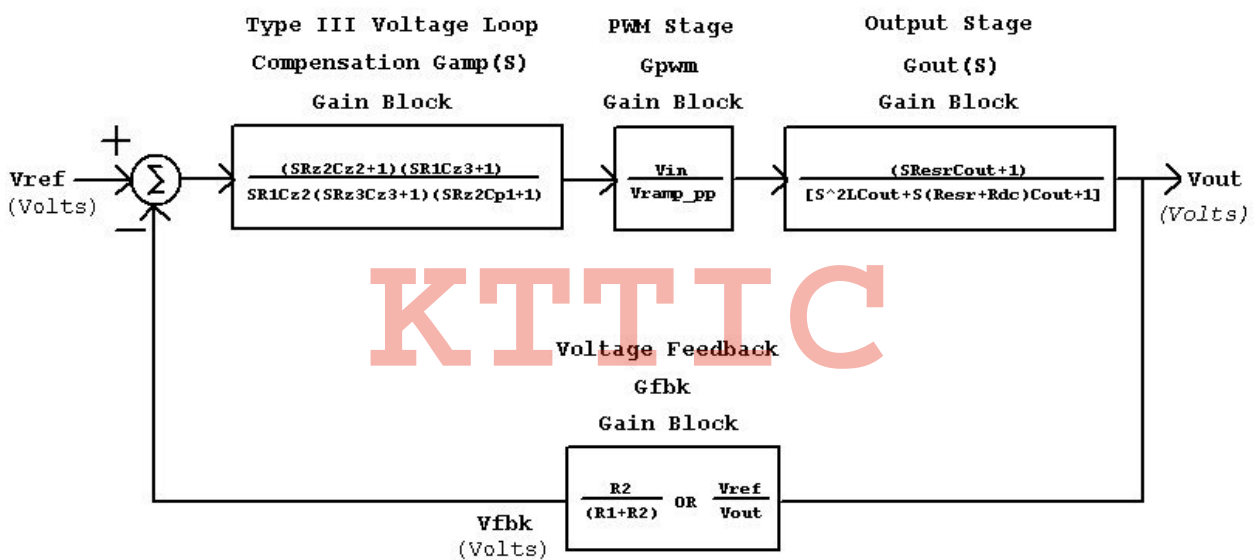 Type III Voltage Loop
Compensation Gamp(S)
Gain Block
PWM Stage
Gpwm
Gain Block
Output Stage
Gout(S)
Gain Block
+
Vref
(Volts)
Σ
−
(SRz2Cz2+1)(SR1Cz3+1)
SR1Cz2(SRz3Cz3+1)(SRz2Cp1+1)
Vin
Vramp_pp
(SResrCout+1)
[S^2LCout+S(Resr+Rdc)Cout+1]
Vout
(Volts)
KTTIC
Voltage Feedback
Gfbk
Gain Block
R2
(R1+R2)
OR
Vref
Vout
Vfbk
(Volts)